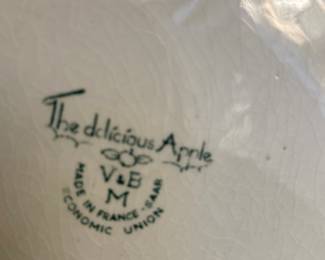 The delicious Apple
V&B
M
MADE IN FRANCE-SAAR
ECONOMIC UNION